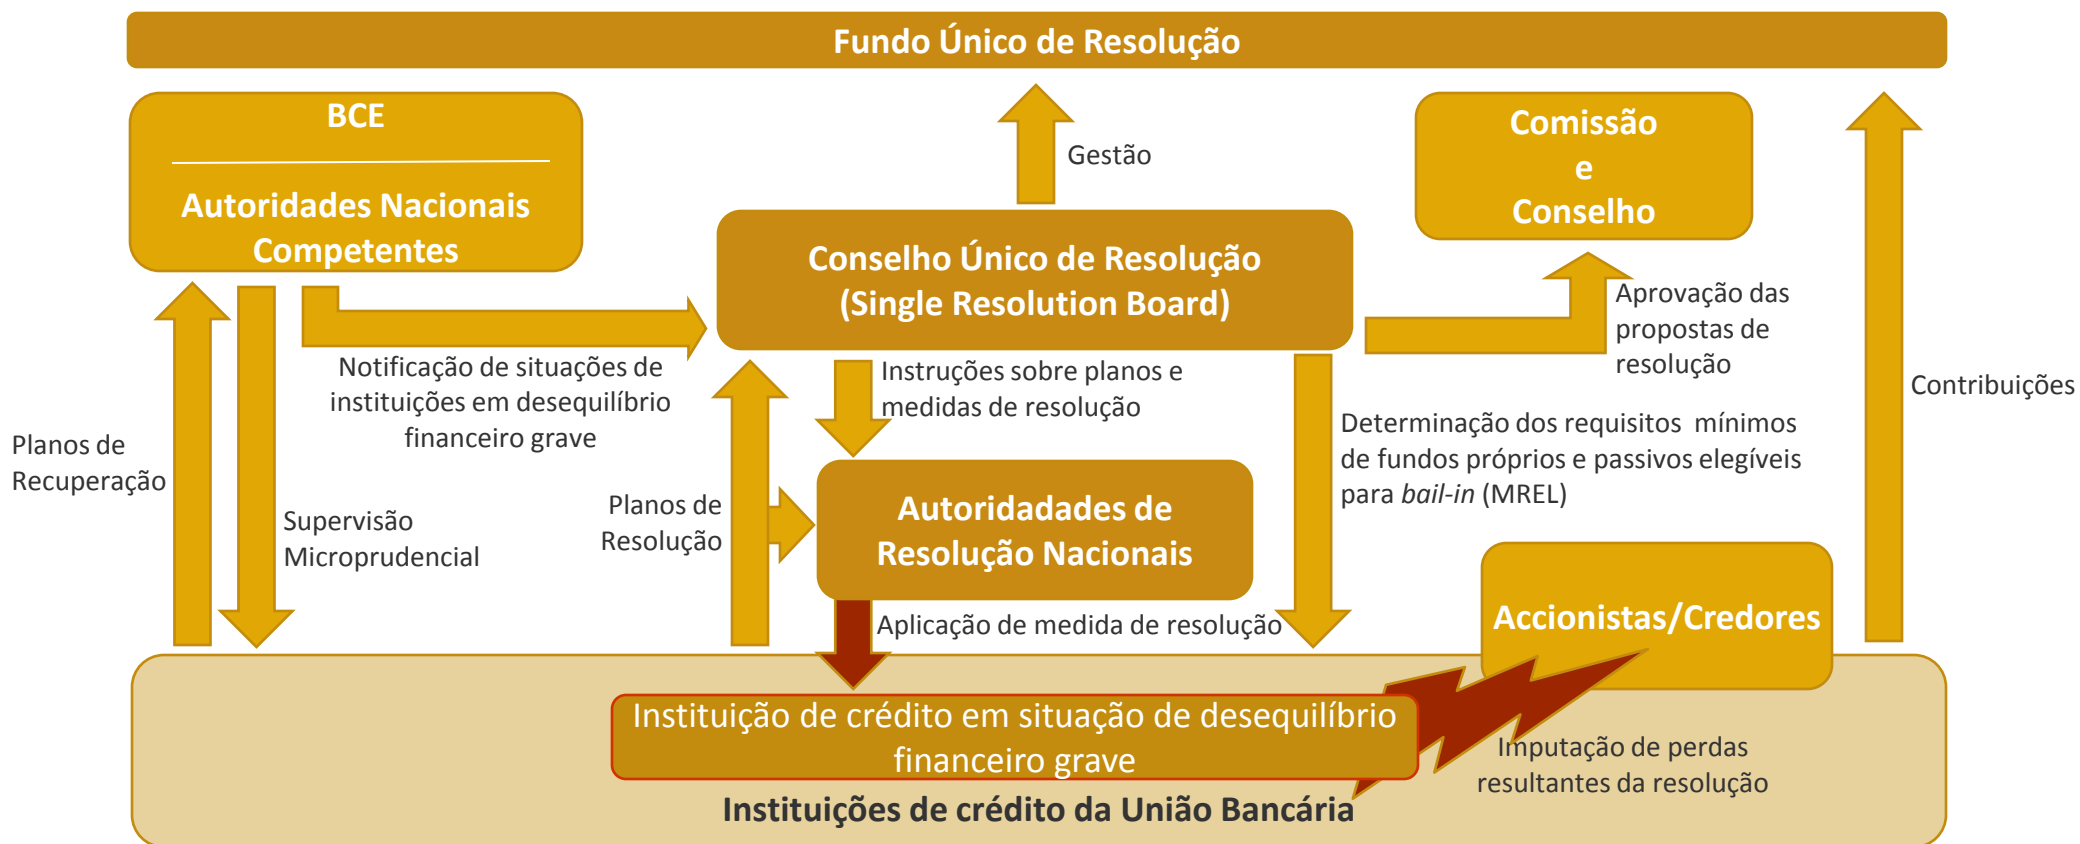 Fundo Único de Resolução
BCE
Autoridades Nacionais
Competentes
Gestão
Comissão
e
Conselho
Conselho Único de Resolução
(Single Resolution Board)
Aprovação das
propostas de
resolução
Notificação de situações de
instituições em desequilíbrio
financeiro grave
Instruções sobre planos e
medidas de resolução
Contribuições
Determinação dos requisitos  mínimos
de fundos próprios e passivos elegíveis
para bail-in (MREL)
Planos de
Recuperação
Supervisão
Microprudencial
Planos de
Resolução
Autoridadades de
Resolução Nacionais
Aplicação de medida de resolução
Accionistas/Credores
Instituição de crédito em situação de desequilíbrio
financeiro grave
Imputação de perdas
resultantes da resolução
Instituições de crédito da União Bancária